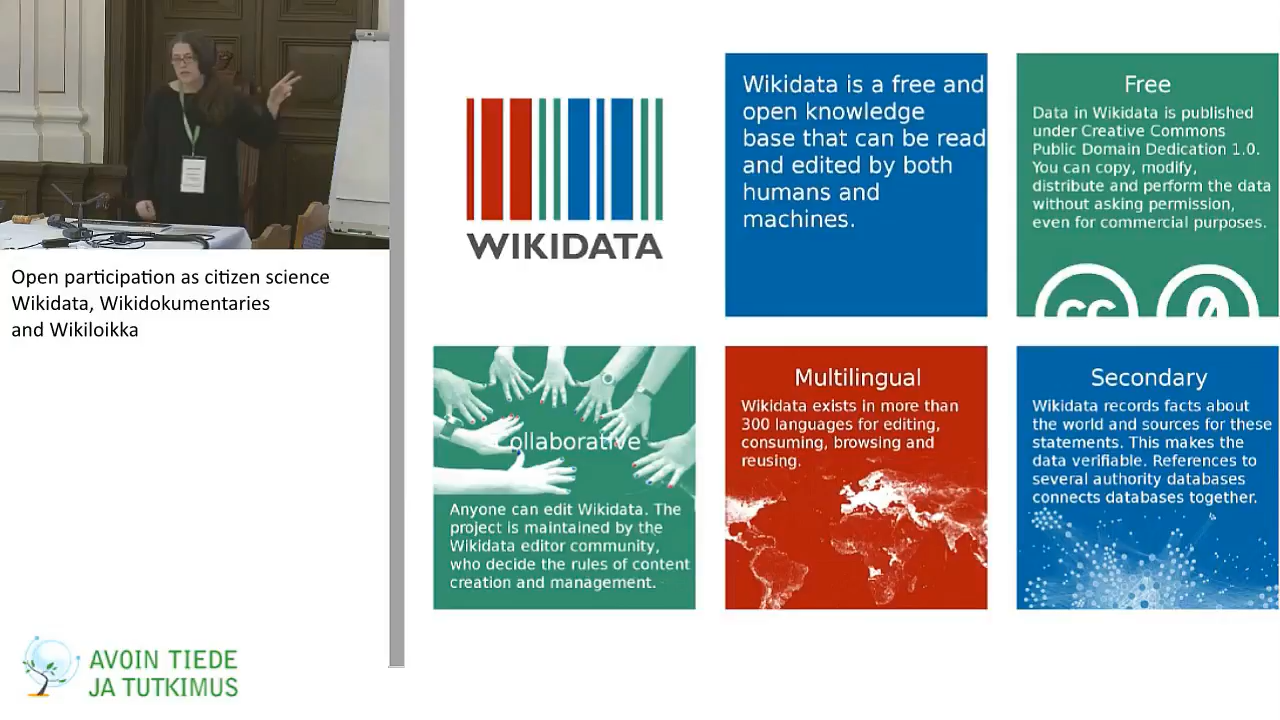 Open participation as citizen science
Wikidata, Wikidokumentaries
and Wikiloikka
AVOIN TIEDE
JA TUTKIMUS
WIKIDATA
Wikidata is a free and
open knowledge
base that can be read
and edited by both
humans and
machines.
Free
Data in Wikidata is published
under Creative Commons
Public Domain Dedication 1.0.
You can copy, modify,
distribute and perform the data
without asking permission,
even for commercial purposes.
cc 0
Collaborative
Anyone can edit Wikidata. The
project is maintained by the
Wikidata editor community,
who decide the rules of content
creation and management.
Multilingual
Wikidata exists in more than
300 languages for editing,
consuming, browsing and
reusing.
Secondary
Wikidata records facts about
the world and sources for these
statements. This makes the
data verifiable. References to
several authority databases
connects databases together.